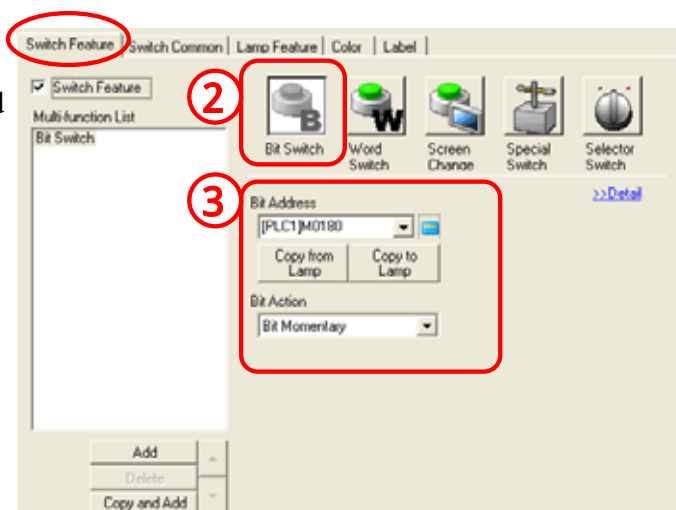 Switch Feature Switch Common Lamp Feature Color Label
Switch Feature
Multi-function List
Bit Switch
2
Bit Switch
Word Switch
Screen Change
Special Switch
Selector Switch
>>Detail
3
Bit Address
[PLC1]M0180
Copy from Lamp
Copy to Lamp
Bit Action
Bit Momentary
Add
Delete
Copy and Add